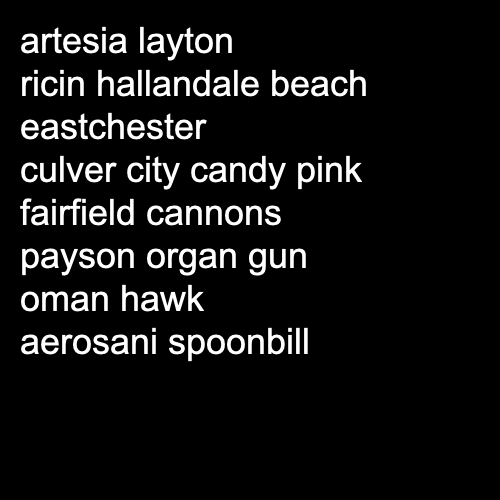 artesia layton
ricin hallandale beach
eastchester
culver city candy pink
fairfield cannons
payson organ gun
oman hawk
aerosani spoonbill